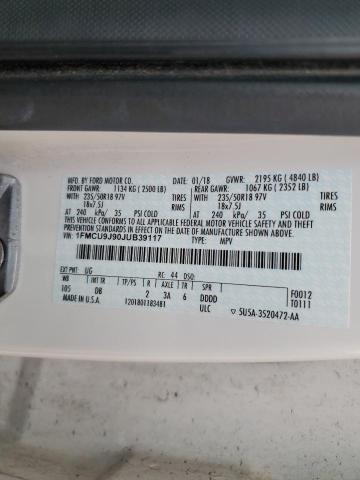 MFD. BY FORD MOTOR CO.
01/18 GVWR: 2195 KG ( 4840 LB)
FRONT GAWR: 1134 KG ( 2500 LB) REAR GAWR: 1067 KG ( 2352 LB)
WITH WITH
235/50R18 97V TIRES 235/50R18 97V TIRES
18x7.5J RIMS 18x7.5J RIMS
AT 240 kPa/ 35 PSI COLD AT 240 kPa/ 35 PSI COLD
THIS VEHICLE CONFORMS TO ALL APPLICABLE FEDERAL MOTOR VEHICLE SAFETY AND THEFT PREVENTION STANDARDS IN EFFECT ON THE DATE OF MANUFACTURE SHOWN ABOVE.
VIN: 1FMCU9J90JUB39117
TYPE: MPV
EXT PNT: UG RC: 44 DSO:
WB INT TR TP/PS R AXLE TR SPR
105 DB 2 3A 6 DDDD F0012
T0111
MADE IN U.S.A. ULC 5U5A-3520472-AA